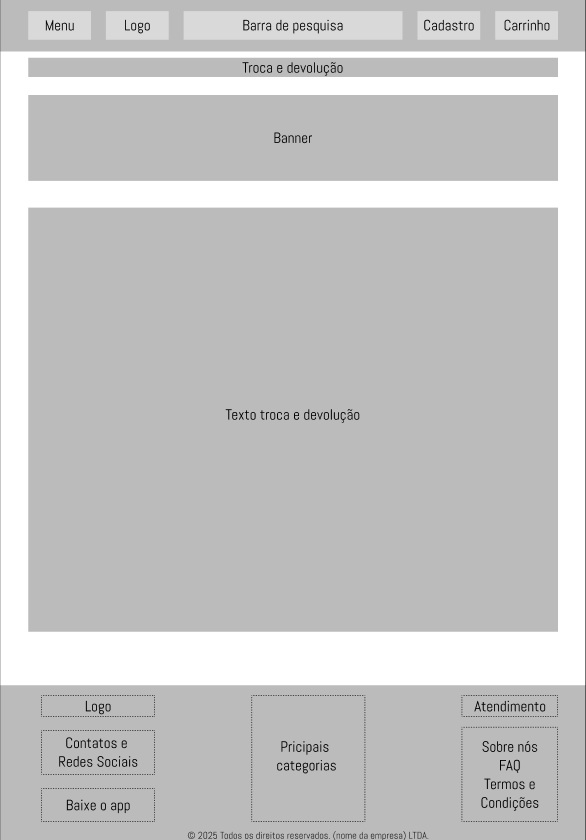 Menu
Logo
Barra de pesquisa
Cadastro
Carrinho
Troca e devolução
Banner
Texto troca e devolução
Logo
Contatos e
Redes Sociais
Baixe o app
Pricipais
categorias
Atendimento
Sobre nós
FAQ
Termos e
Condições
© 2025 Todos os direitos reservados. (nome da empresa) LTDA.